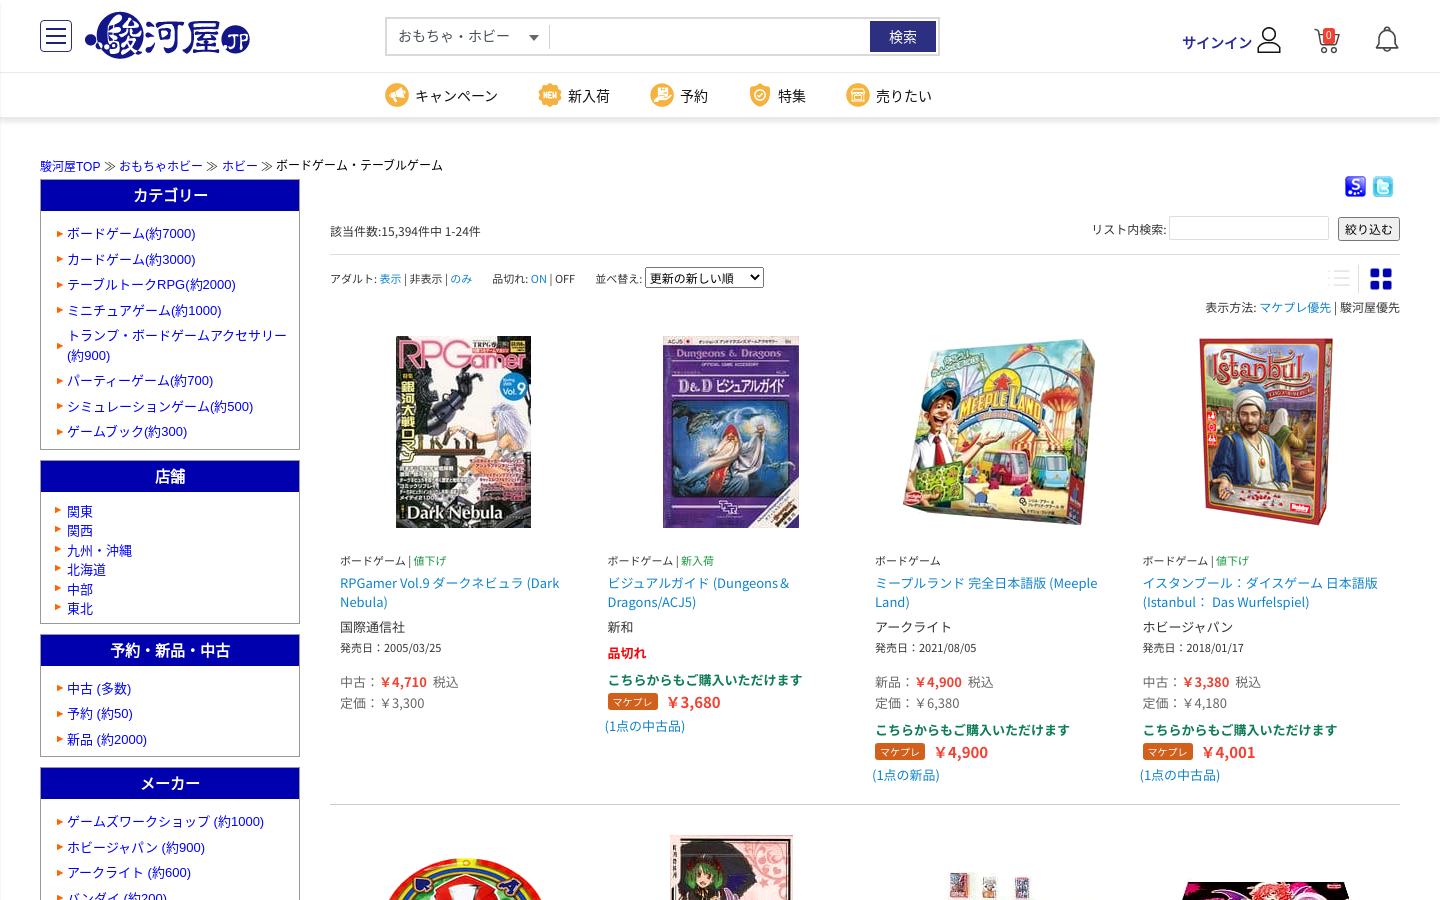 駿河屋JP
おもちゃ・ホビー
検索
サインイン
0
キャンペーン
NEW 新入荷
予約
特集
売りたい
駿河屋TOP ≫ おもちゃホビー ≫ ホビー ≫ ボードゲーム・テーブルゲーム
カテゴリー
ボードゲーム(約7000)
カードゲーム(約3000)
テーブルトークRPG(約2000)
ミニチュアゲーム(約1000)
トランプ・ボードゲームアクセサリー
(約900)
パーティーゲーム(約700)
シミュレーションゲーム(約500)
ゲームブック(約300)
店舗
関東
関西
九州・沖縄
北海道
中部
東北
予約・新品・中古
中古 (多数)
予約 (約50)
新品 (約2000)
メーカー
ゲームズワークショップ (約1000)
ホビージャパン (約900)
アークライト (約600)
バンダイ (約200)
該当件数:15,394件中 1-24件
リスト内検索:
絞り込む
アダルト: 表示 | 非表示 | のみ 品切れ: ON | OFF 並べ替え: 更新の新しい順
表示方法: マケプレ優先 | 駿河屋優先
RPGamer
Vol.9
銀河大戦ロマン
Dark Nebula
ボードゲーム | 値下げ
RPGamer Vol.9 ダークネビュラ (Dark
Nebula)
国際通信社
発売日：2005/03/25
中古：￥4,710 税込
定価：￥3,300
ACJ5
Dungeons & Dragons
OFFICIAL GAME ACCESSORY
D&D ビジュアルガイド
TSR
ボードゲーム | 新入荷
ビジュアルガイド (Dungeons＆
Dragons/ACJ5)
新和
品切れ
こちらからもご購入いただけます
マケプレ ￥3,680
(1点の中古品)
MEEPLE LAND
ボードゲーム
ミープルランド 完全日本語版 (Meeple
Land)
アークライト
発売日：2021/08/05
新品：￥4,900 税込
定価：￥6,380
こちらからもご購入いただけます
マケプレ ￥4,900
(1点の新品)
Istanbul
Hobby
ボードゲーム | 値下げ
イスタンブール：ダイスゲーム 日本語版
(Istanbul： Das Wurfelspiel)
ホビージャパン
発売日：2018/01/17
中古：￥3,380 税込
定価：￥4,180
こちらからもご購入いただけます
マケプレ ￥4,001
(1点の中古品)